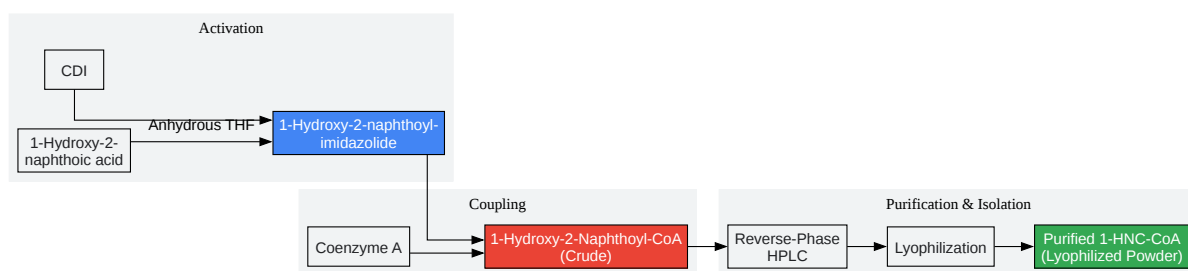 Activation
CDI
Anhydrous THF
1-Hydroxy-2-
naphthoic acid
1-Hydroxy-2-naphthoyl-
imidazolide
Coupling
Coenzyme A
1-Hydroxy-2-Naphthoyl-CoA
(Crude)
Purification & Isolation
Reverse-Phase
HPLC
Lyophilization
Purified 1-HNC-CoA
(Lyophilized Powder)